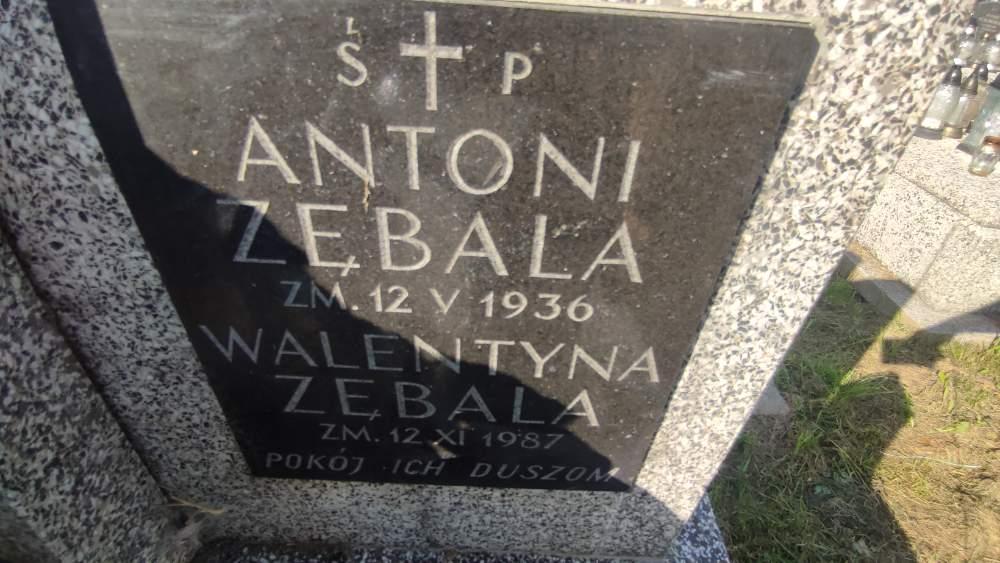 Ś P
ANTONI
ZĘBALA
ZM. 12 V 1936
WALENTYNA
ZĘBALA
ZM. 12 XI 1987
POKÓJ ICH DUSZOM